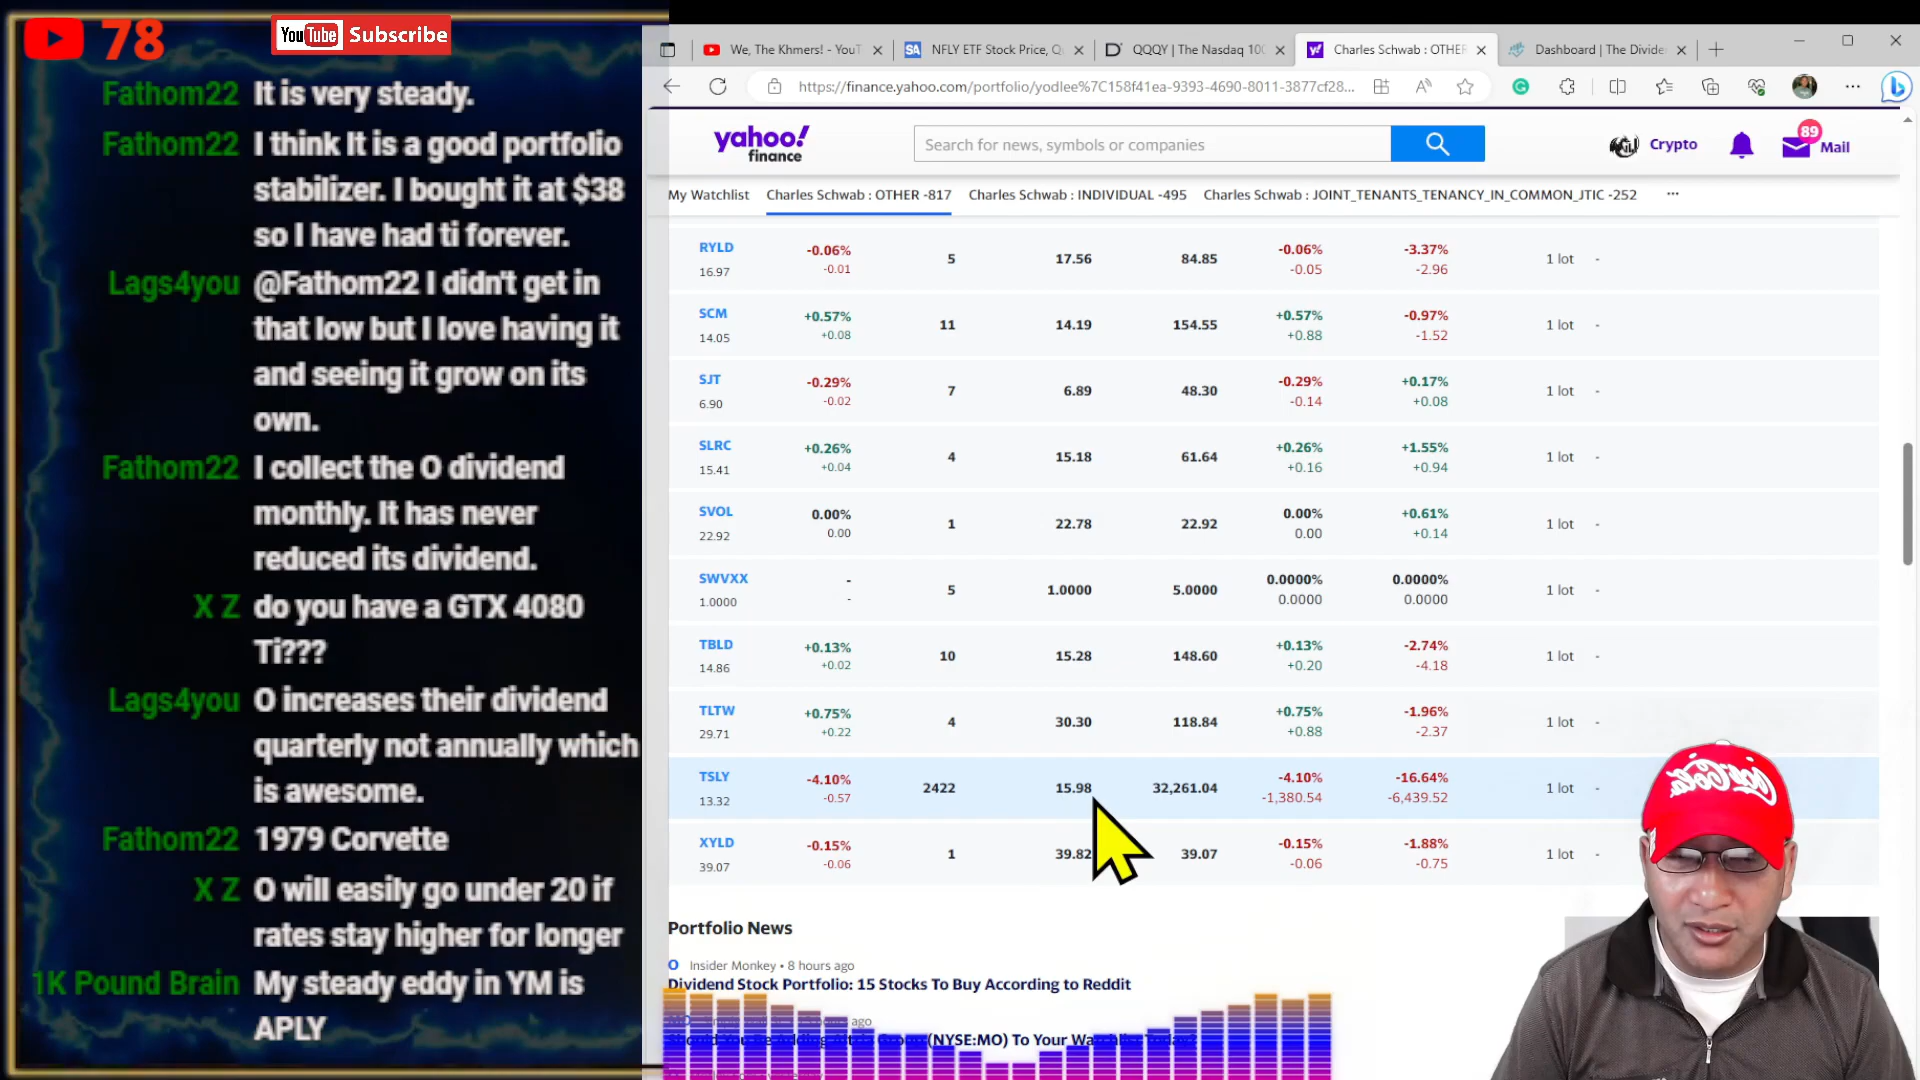 78
YouTube Subscribe
Fathom22 It is very steady.
Fathom22 I think It is a good portfolio
stabilizer. I bought it at $38
so I have had ti forever.
Lags4you @Fathom22 I didn't get in
that low but I love having it
and seeing it grow on its
own.
Fathom22 I collect the O dividend
monthly. It has never
reduced its dividend.
X Z do you have a GTX 4080
Ti???
Lags4you O increases their dividend
quarterly not annually which
is awesome.
Fathom22 1979 Corvette
X Z O will easily go under 20 if
rates stay higher for longer
1K Pound Brain My steady eddy in YM is
APLY
We, The Khmers! - YouT
SA NFLY ETF Stock Price, Q
D QQQY | The Nasdaq 100
y! Charles Schwab : OTHER
Dashboard | The Divide
https://finance.yahoo.com/portfolio/yodlee%7C158f41ea-9393-4690-8011-3877cf28...
yahoo!
finance
Search for news, symbols or companies
Crypto
89
Mail
My Watchlist
Charles Schwab : OTHER -817
Charles Schwab : INDIVIDUAL -495
Charles Schwab : JOINT_TENANTS_TENANCY_IN_COMMON_JTIC -252
...
RYLD -0.06% 5 17.56 84.85 -0.06% -3.37% 1 lot -
16.97 -0.01 -0.05 -2.96
SCM +0.57% 11 14.19 154.55 +0.57% -0.97% 1 lot -
14.05 +0.08 +0.88 -1.52
SJT -0.29% 7 6.89 48.30 -0.29% +0.17% 1 lot -
6.90 -0.02 -0.14 +0.08
SLRC +0.26% 4 15.18 61.64 +0.26% +1.55% 1 lot -
15.41 +0.04 +0.16 +0.94
SVOL 0.00% 1 22.78 22.92 0.00% +0.61% 1 lot -
22.92 0.00 0.00 +0.14
SWVXX - 5 1.0000 5.0000 0.0000% 0.0000% 1 lot -
1.0000 - 0.0000 0.0000
TBLD +0.13% 10 15.28 148.60 +0.13% -2.74% 1 lot -
14.86 +0.02 +0.20 -4.18
TLTW +0.75% 4 30.30 118.84 +0.75% -1.96% 1 lot -
29.71 +0.22 +0.88 -2.37
TSLY -4.10% 2422 15.98 32,261.04 -4.10% -16.64% 1 lot -
13.32 -0.57 -1,380.54 -6,439.52
XYLD -0.15% 1 39.82 39.07 -0.15% -1.88% 1 lot -
39.07 -0.06 -0.06 -0.75
Coca-Cola
Portfolio News
O Insider Monkey • 8 hours ago
Dividend Stock Portfolio: 15 Stocks To Buy According to Reddit
ago
Should You Be Adding Altria Group (NYSE:MO) To Your Watchlist Today?